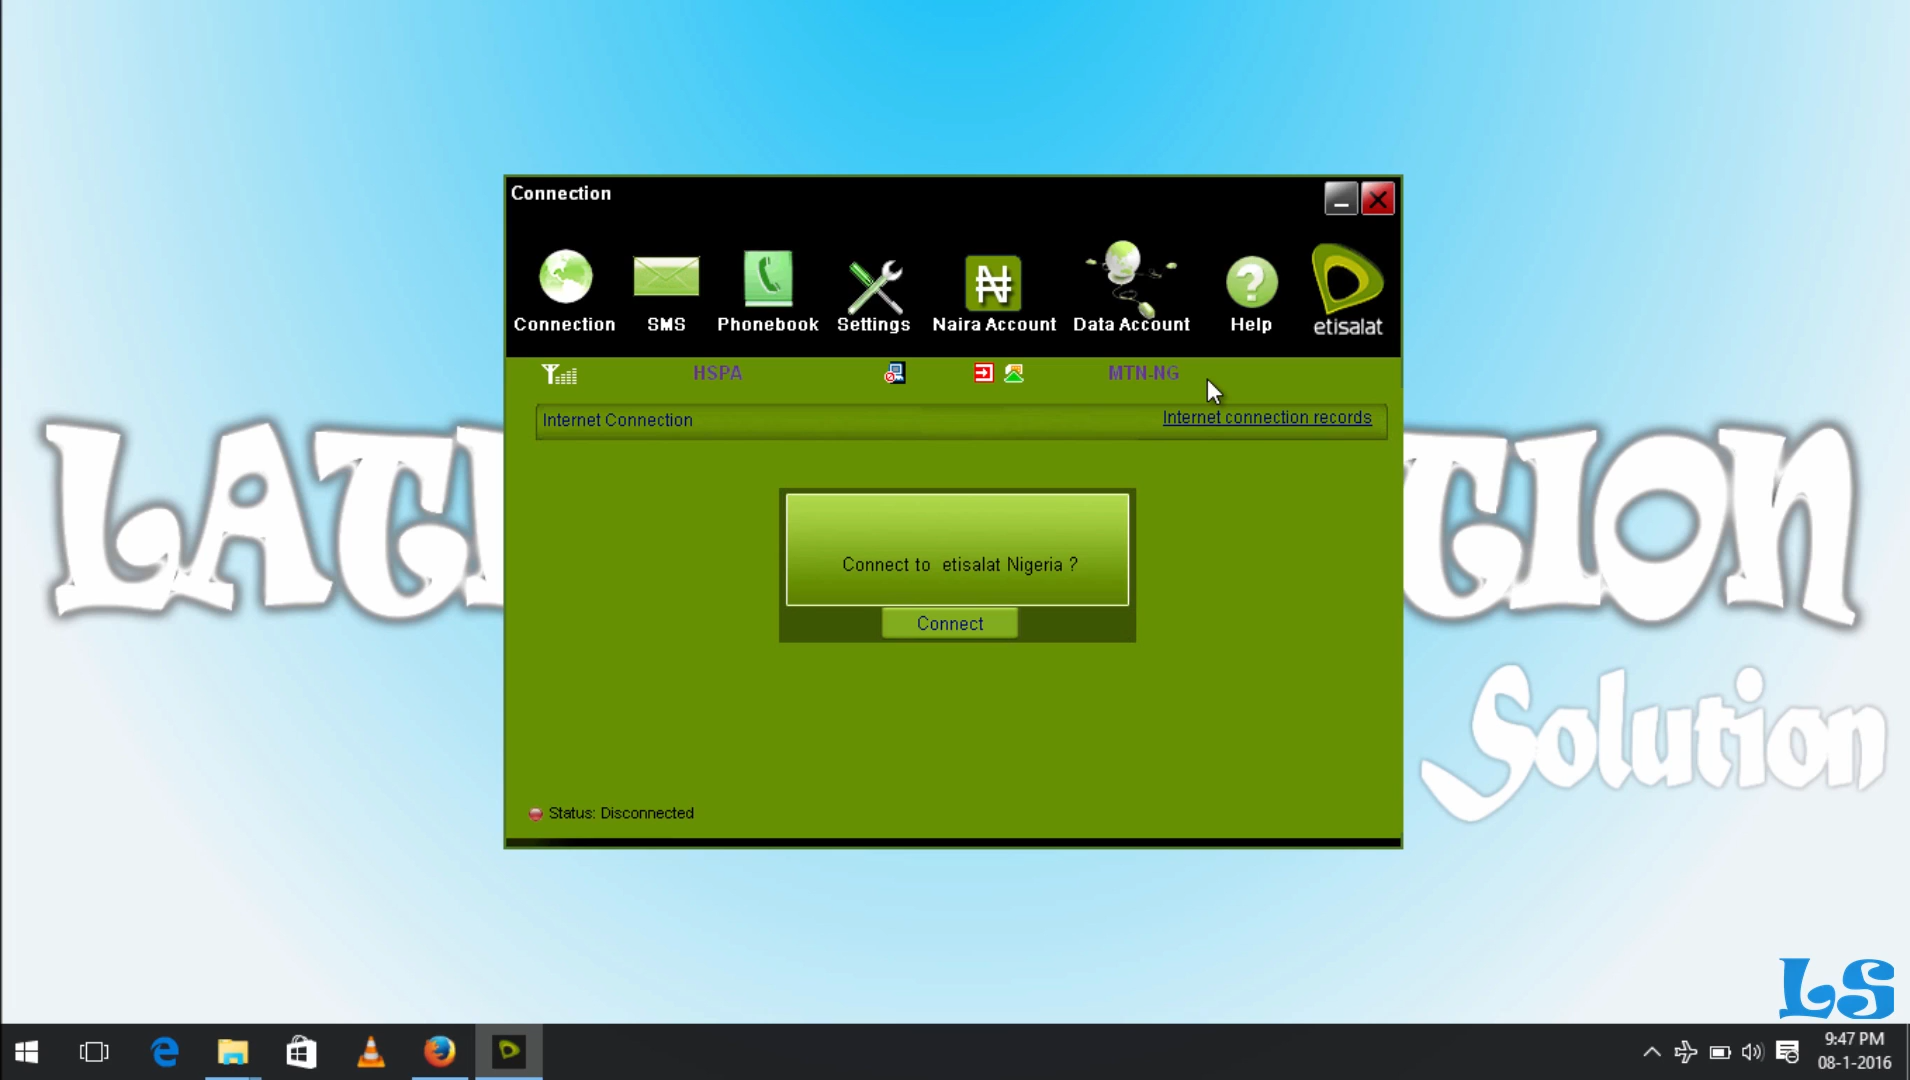 Connection
Connection SMS Phonebook Settings Naira Account Data Account Help etisalat
HSPA MTN-NG
Internet Connection Internet connection records
Connect to etisalat Nigeria ?
Connect
Solution
Status: Disconnected
LS
9:47 PM
08-1-2016